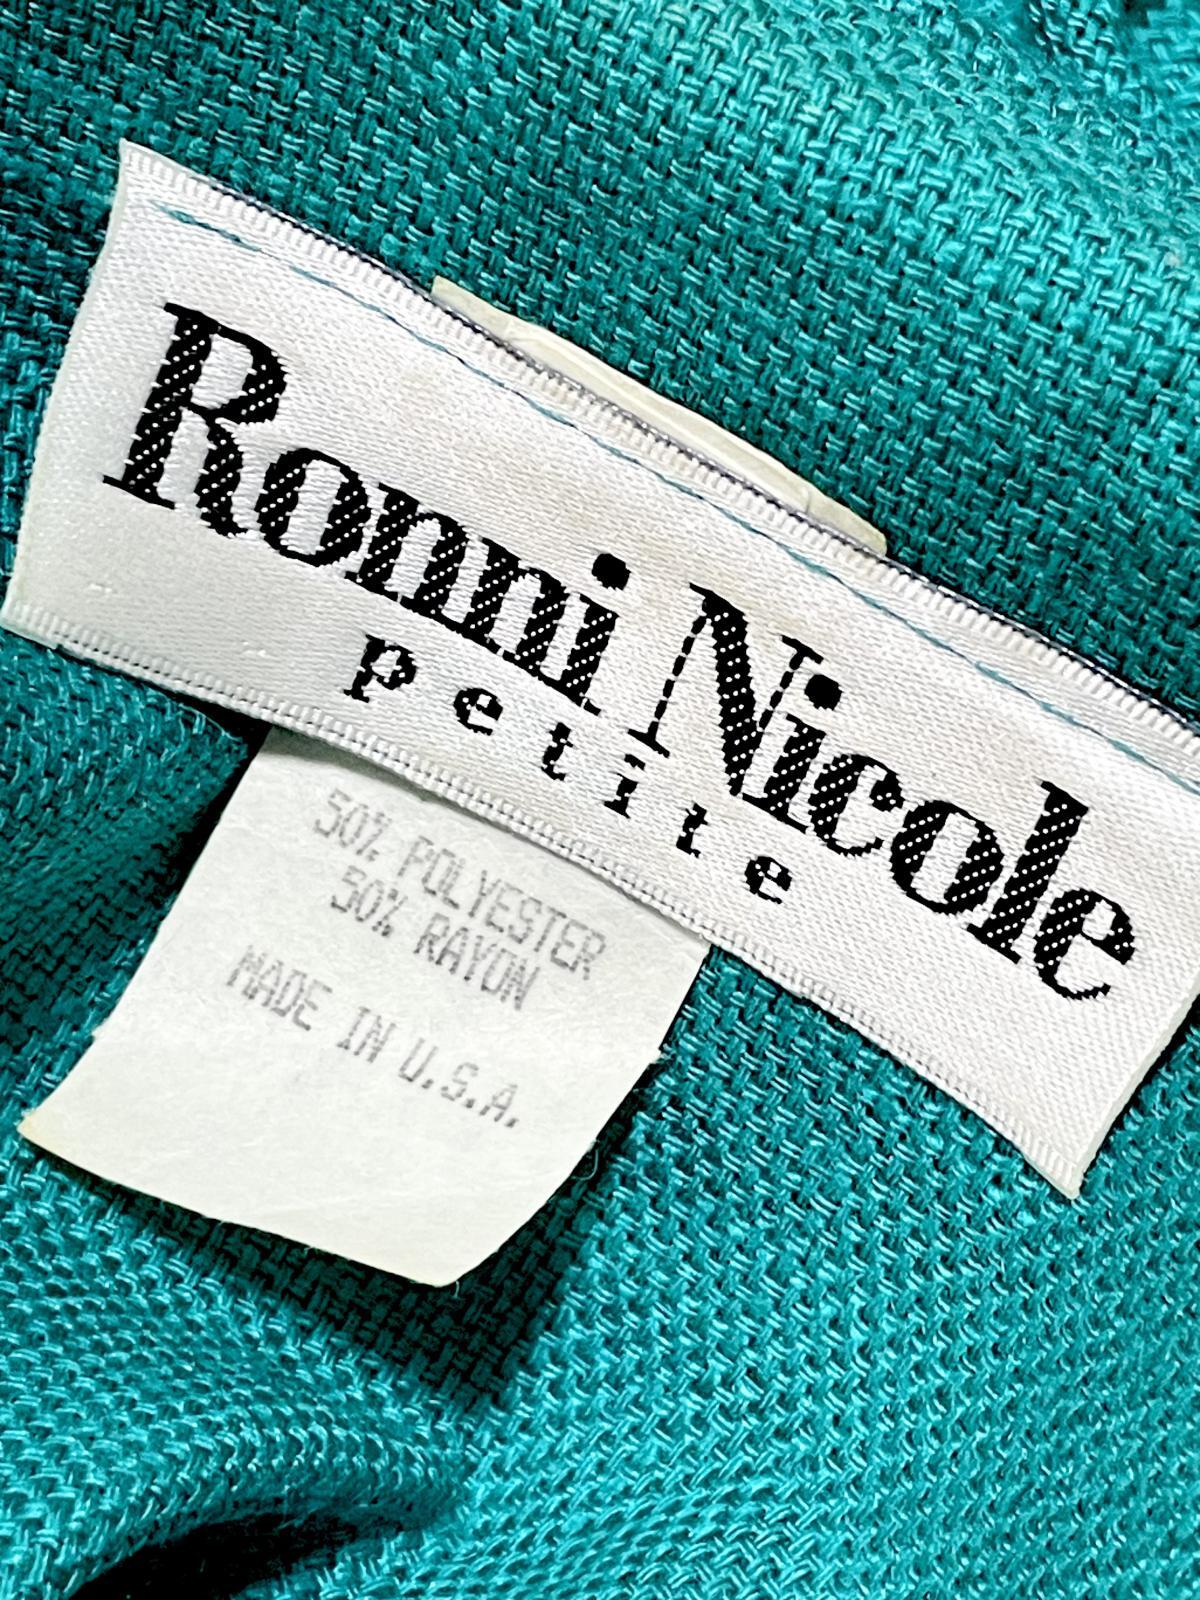 Ronni Nicole
Petite
50% POLYESTER
50% RAYON
MADE IN U.S.A.